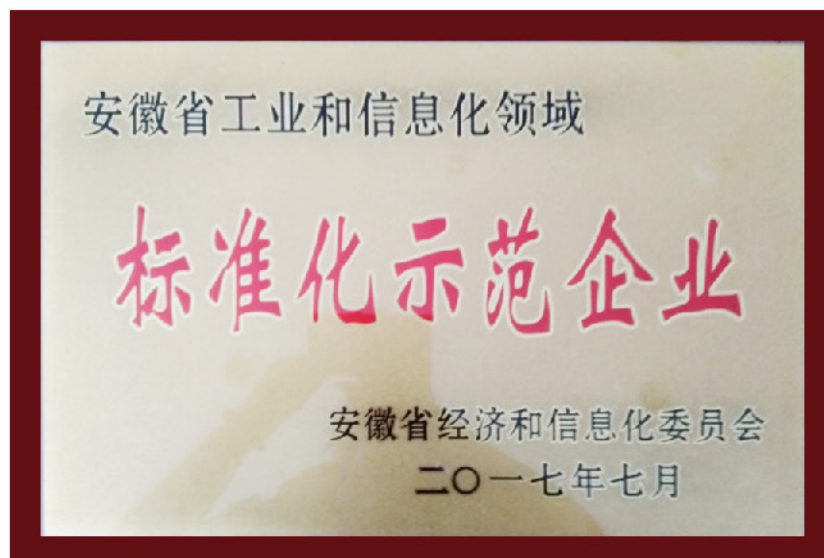 安徽省工业和信息化领域
标准化示范企业
安徽省经济和信息化委员会
二〇一七年七月